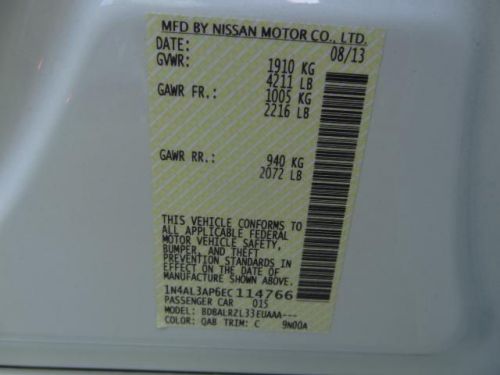 MFD BY NISSAN MOTOR CO., LTD.
DATE: 08/13
GVWR: 1910 KG
4211 LB
GAWR FR.: 1005 KG
2216 LB
GAWR RR.: 940 KG
2072 LB
THIS VEHICLE CONFORMS TO
ALL APPLICABLE FEDERAL
MOTOR VEHICLE SAFETY,
BUMPER, AND THEFT
PREVENTION STANDARDS IN
EFFECT ON THE DATE OF
MANUFACTURE SHOWN ABOVE.
1N4AL3AP6EC114766
PASSENGER CAR 015
MODEL: BDBALRZL33EUAAA---
COLOR: QAB TRIM: C 9N00A